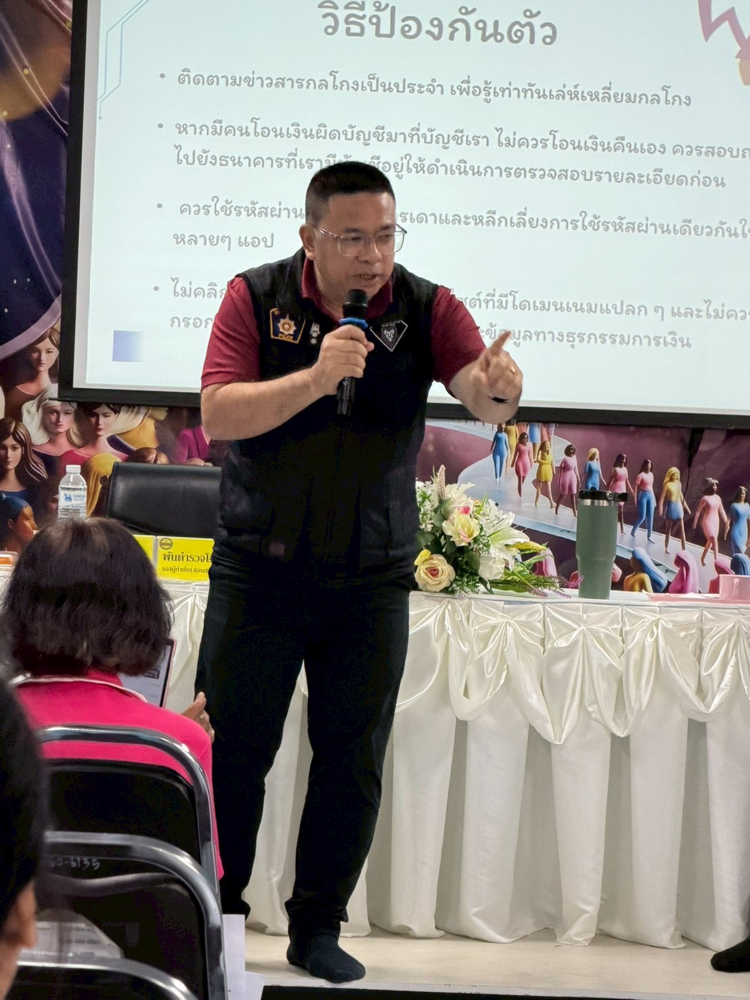 วิธีป้องกันตัว
• ติดตามข่าวสารกลโกงเป็นประจำ เพื่อรู้เท่าทันเล่ห์เหลี่ยมกลโกง
• หากมีคนโอนเงินผิดบัญชีมาที่บัญชีเรา ไม่ควรโอนเงินคืนเอง ควรสอบถ
ไปยังธนาคารที่เรามีบัญชีอยู่ให้ดำเนินการตรวจสอบรายละเอียดก่อน
• ควรใช้รหัสผ่าน รเดาและหลีกเลี่ยงการใช้รหัสผ่านเดียวกันใ
หลายๆ แอป
• ไม่คลิก ซต์ที่มีโดเมนเนมแปลก ๆ และไม่คว
กรอก ะข้อมูลทางธุรกรรมการเงิน
POLICE
SINGHA
WATER
พันตำรวจโ
รองผู้กำกับ(สอบส
60-6135